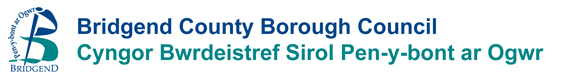 Pen-y-bont ar Ogwr
BRIDGEND
Bridgend County Borough Council
Cyngor Bwrdeistref Sirol Pen-y-bont ar Ogwr